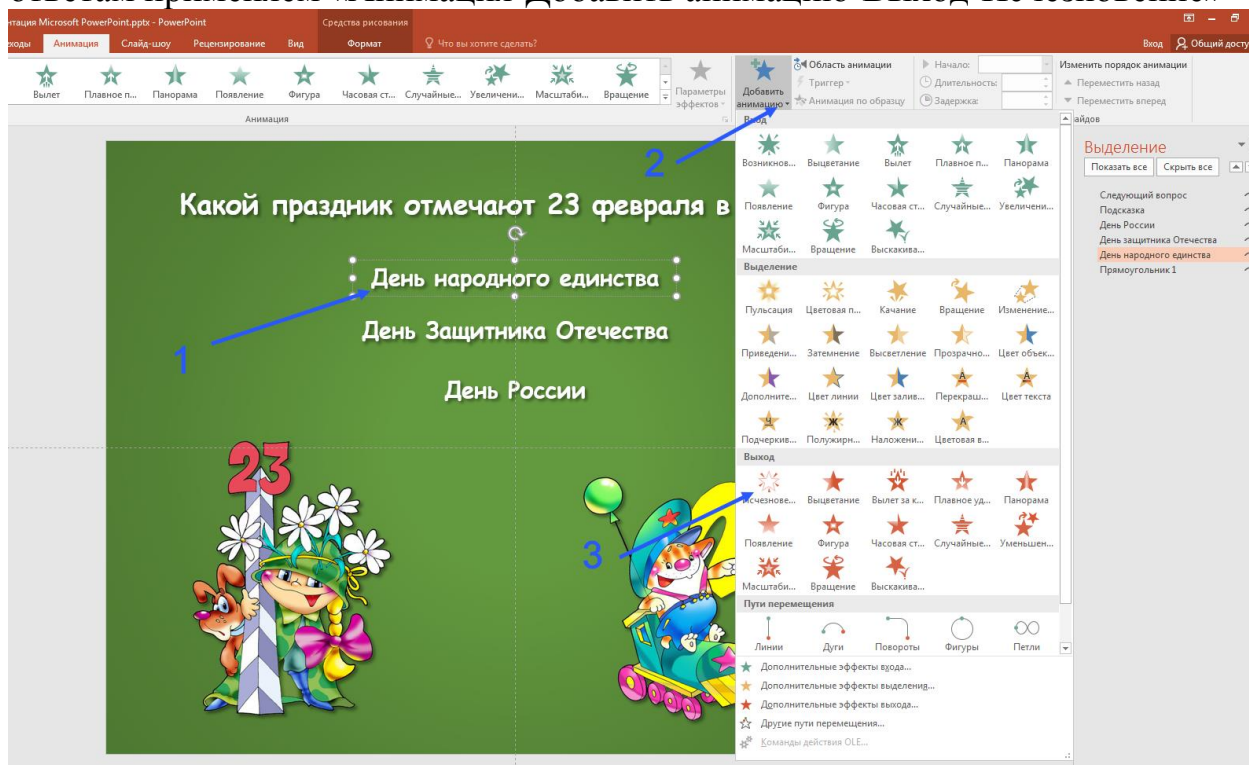 ответам применяем «Анимация-Добавить анимацию-Выход-Исчезновение»
нтация Microsoft PowerPoint.pptx - PowerPoint
Средства рисования
еходы Анимация Слайд-шоу Рецензирование Вид Формат Что вы хотите сделать? Вход Общий досту
Вылет Плавное п... Панорама Появление Фигура Часовая ст... Случайные... Увеличени... Масштаби... Вращение
Параметры эффектов
Добавить анимацию
Область анимации
Триггер
Анимация по образцу
Начало:
Длительность:
Задержка:
Изменить порядок анимации
Переместить назад
Переместить вперед
Анимация
айдов
Вход
Возникнов... Выцветание Вылет Плавное п... Панорама
Появление Фигура Часовая ст... Случайные... Увеличени...
Масштаби... Вращение Выскакива...
Выделение
Пульсация Цветовая п... Качание Вращение Изменение...
Приведени... Затемнение Высветление Прозрачно... Цвет объек...
Дополните... Цвет линии Цвет залив... Перекраш... Цвет текста
Подчеркив... Полужирн... Наложени... Цветовая в...
Выход
Исчезнове... Выцветание Вылет за к... Плавное уд... Панорама
Появление Фигура Часовая ст... Случайные... Уменьшен...
Масштаби... Вращение Выскакива...
Пути перемещения
Линии Дуги Повороты Фигуры Петли
Дополнительные эффекты входа...
Дополнительные эффекты выделения...
Дополнительные эффекты выхода...
Другие пути перемещения...
Команды действия OLE...
Выделение
Показать все Скрыть все
Следующий вопрос
Подсказка
День России
День защитника Отечества
День народного единства
Прямоугольник 1
Какой праздник отмечают 23 февраля в
День народного единства
День Защитника Отечества
День России
1
2
3
23